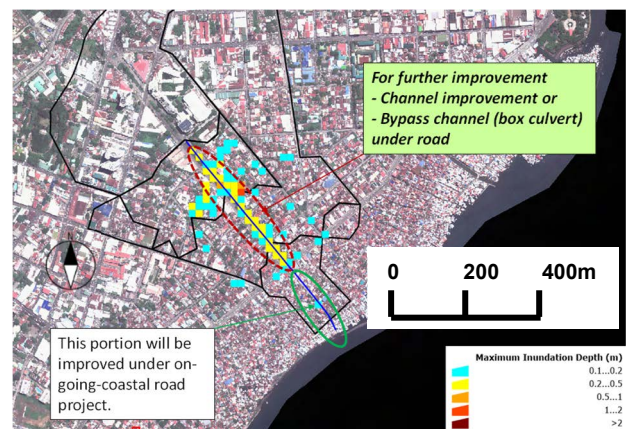 For further improvement
- Channel improvement or
- Bypass channel (box culvert)
under road
0 200 400m
This portion will be
improved under on-
going-coastal road
project.
Maximum Inundation Depth (m)
0.1...0.2
0.2...0.5
0.5...1
1...2
>2